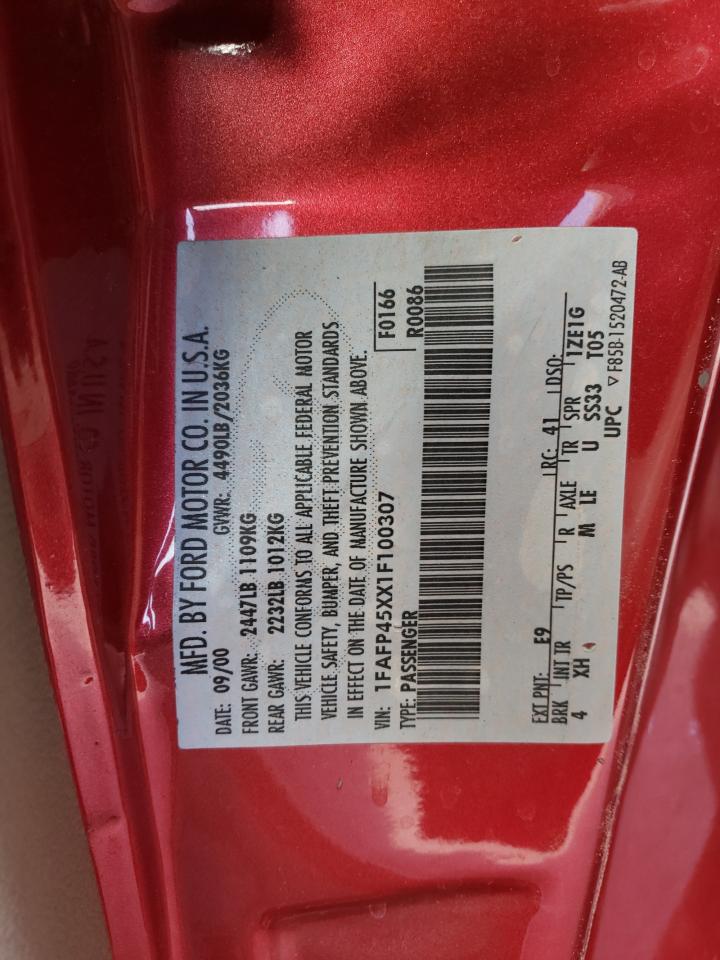 MFD. BY FORD MOTOR CO. IN U.S.A.
DATE: 09/00 GVWR: 4490LB/2036KG
FRONT GAWR: 2447LB 1109KG
REAR GAWR: 2232LB 1012KG
THIS VEHICLE CONFORMS TO ALL APPLICABLE FEDERAL MOTOR
VEHICLE SAFETY, BUMPER, AND THEFT PREVENTION STANDARDS
IN EFFECT ON THE DATE OF MANUFACTURE SHOWN ABOVE.
VIN: 1FAFP45XX1F100307 F0166
TYPE: PASSENGER R0086
EXT PNT: E9 RC: 41 DSO:
BRK INT TR TP/PS R AXLE TR SPR 1ZE1G
4 XH M LE U SS33 T05
UPC ▽F85B-1520472-AB